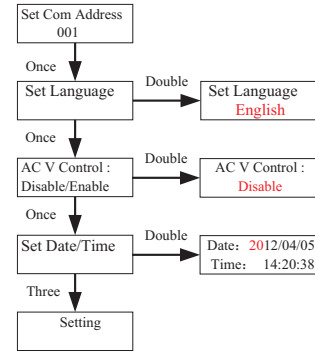 Set Com Address
001
Once
Set Language
Double
Set Language
English
Once
AC V Control :
Disable/Enable
Double
AC V Control :
Disable
Once
Set Date/Time
Double
Date: 2012/04/05
Time: 14:20:38
Three
Setting